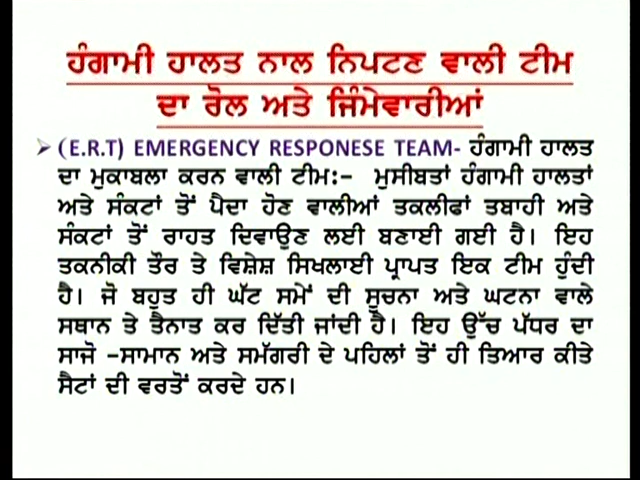 ਹੰਗਾਮੀ ਹਾਲਤ ਨਾਲ ਨਿਪਟਣ ਵਾਲੀ ਟੀਮ
ਦਾ ਰੋਲ ਅਤੇ ਜਿੰਮੇਵਾਰੀਆਂ
➢ (E.R.T) EMERGENCY RESPONESE TEAM- ਹੰਗਾਮੀ ਹਾਲਤ
ਦਾ ਮੁਕਾਬਲਾ ਕਰਨ ਵਾਲੀ ਟੀਮ:- ਮੁਸੀਬਤਾਂ ਹੰਗਾਮੀ ਹਾਲਤਾਂ
ਅਤੇ ਸੰਕਟਾਂ ਤੋਂ ਪੈਦਾ ਹੋਣ ਵਾਲੀਆਂ ਤਕਲੀਫਾਂ ਤਬਾਹੀ ਅਤੇ
ਸੰਕਟਾਂ ਤੋਂ ਰਾਹਤ ਦਿਵਾਉਣ ਲਈ ਬਣਾਈ ਗਈ ਹੈ। ਇਹ
ਤਕਨੀਕੀ ਤੌਰ ਤੇ ਵਿਸ਼ੇਸ਼ ਸਿਖਲਾਈ ਪ੍ਰਾਪਤ ਇਕ ਟੀਮ ਹੁੰਦੀ
ਹੈ। ਜੋ ਬਹੁਤ ਹੀ ਘੱਟ ਸਮੇਂ ਦੀ ਸੂਚਨਾ ਅਤੇ ਘਟਨਾ ਵਾਲੇ
ਸਥਾਨ ਤੇ ਤੈਨਾਤ ਕਰ ਦਿੱਤੀ ਜਾਂਦੀ ਹੈ। ਇਹ ਉੱਚ ਪੱਧਰ ਦਾ
ਸਾਜੋ -ਸਾਮਾਨ ਅਤੇ ਸਮੱਗਰੀ ਦੇ ਪਹਿਲਾਂ ਤੋਂ ਹੀ ਤਿਆਰ ਕੀਤੇ
ਸੈਟਾਂ ਦੀ ਵਰਤੋਂ ਕਰਦੇ ਹਨ।